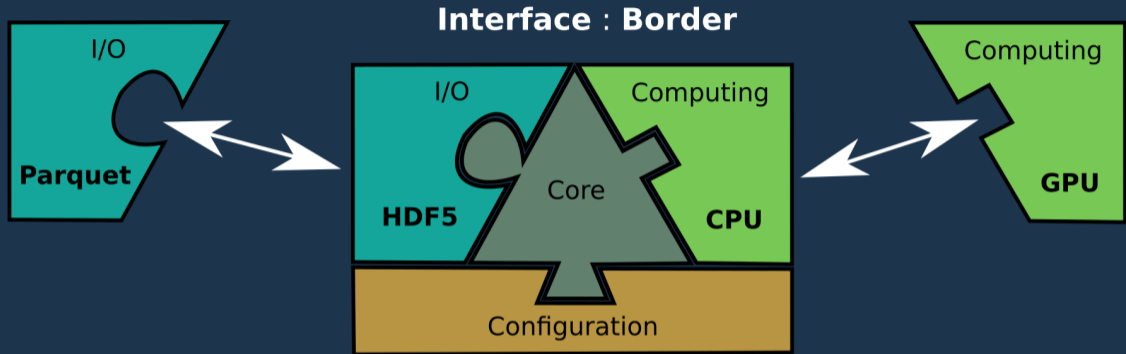 Interface : Border
I/O
Parquet
I/O
HDF5
Core
Computing
CPU
Configuration
Computing
GPU